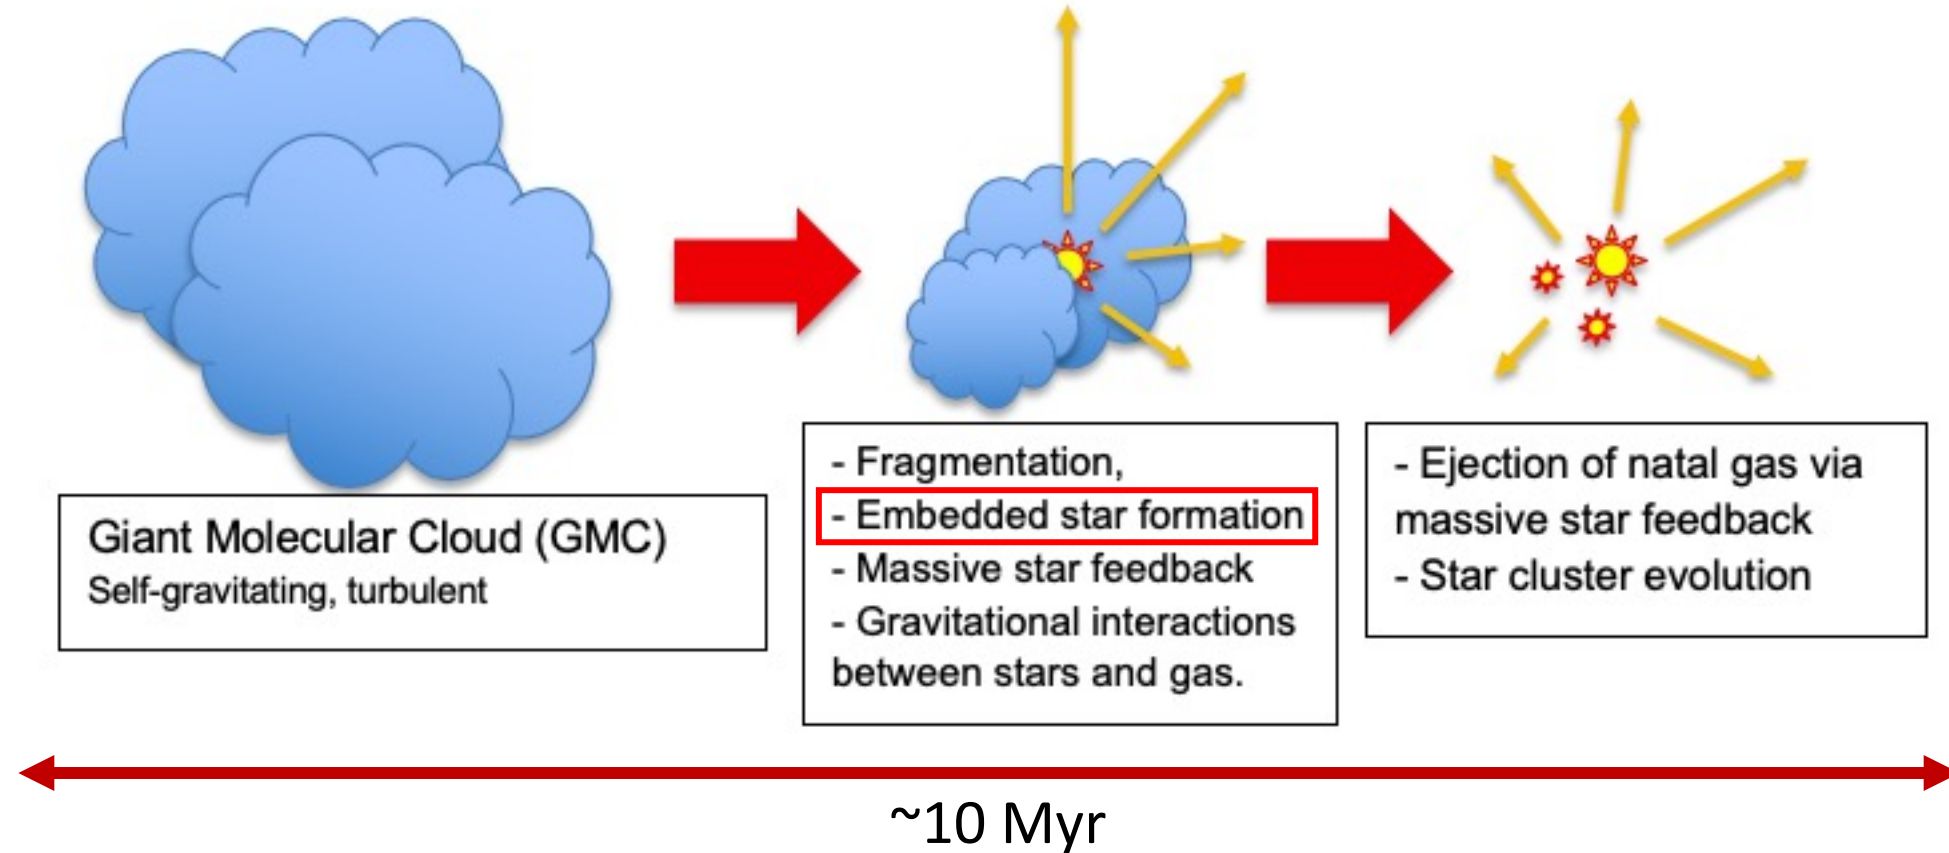 Giant Molecular Cloud (GMC)
Self-gravitating, turbulent
- Fragmentation,
- Embedded star formation
- Massive star feedback
- Gravitational interactions
between stars and gas.
- Ejection of natal gas via
massive star feedback
- Star cluster evolution
~10 Myr